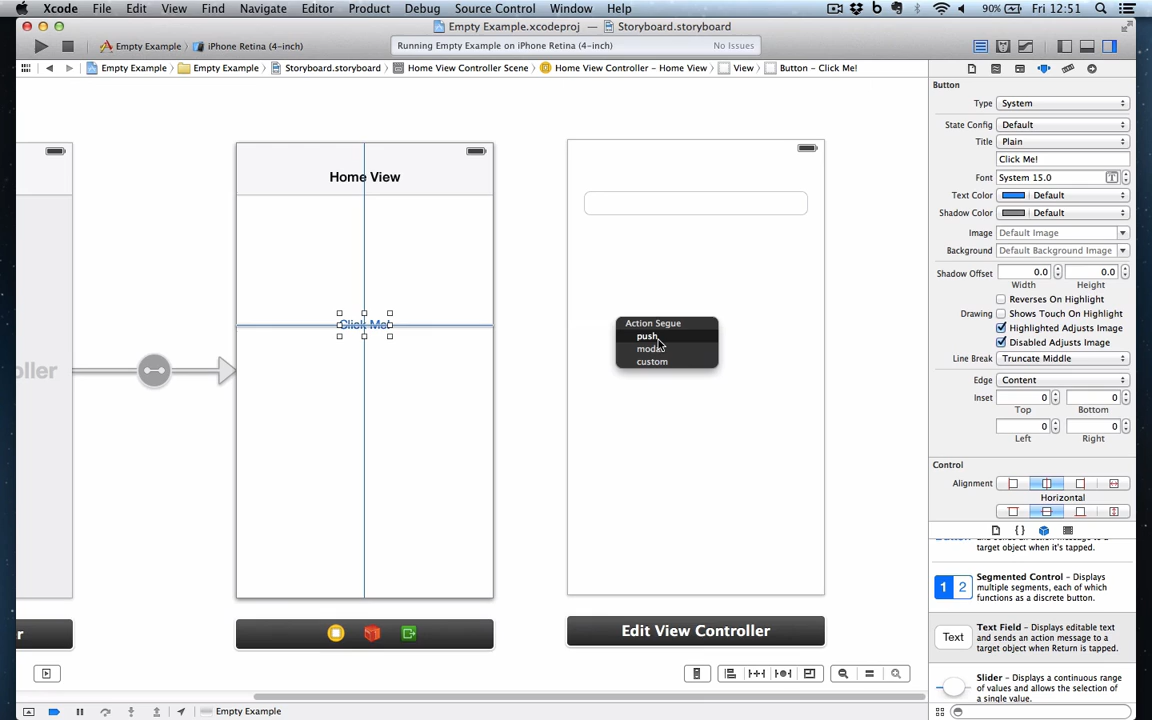 Xcode File Edit View Find Navigate Editor Product Debug Source Control Window Help 90% Fri 12:51
Empty Example.xcodeproj — Storyboard.storyboard
Empty Example iPhone Retina (4-inch) Running Empty Example on iPhone Retina (4-inch) No Issues
Empty Example Empty Example Storyboard.storyboard Home View Controller Scene Home View Controller – Home View View Button – Click Me!
Home View
Click Me!
oller
r
Action Segue
push
modal
custom
Edit View Controller
Empty Example
Button
Type System
State Config Default
Title Plain
Click Me!
Font System 15.0
Text Color Default
Shadow Color Default
Image Default Image
Background Default Background Image
Shadow Offset 0.0 0.0
Width Height
Reverses On Highlight
Drawing Shows Touch On Highlight
Highlighted Adjusts Image
Disabled Adjusts Image
Line Break Truncate Middle
Edge Content
Inset 0 0
Top Bottom
0 0
Left Right
Control
Alignment
Horizontal
target object when it's tapped.
1 2 Segmented Control – Displays
multiple segments, each of which
functions as a discrete button.
Text Text Field – Displays editable text
and sends an action message to a
target object when Return is tapped.
Slider – Displays a continuous range
of values and allows the selection of
a single value.